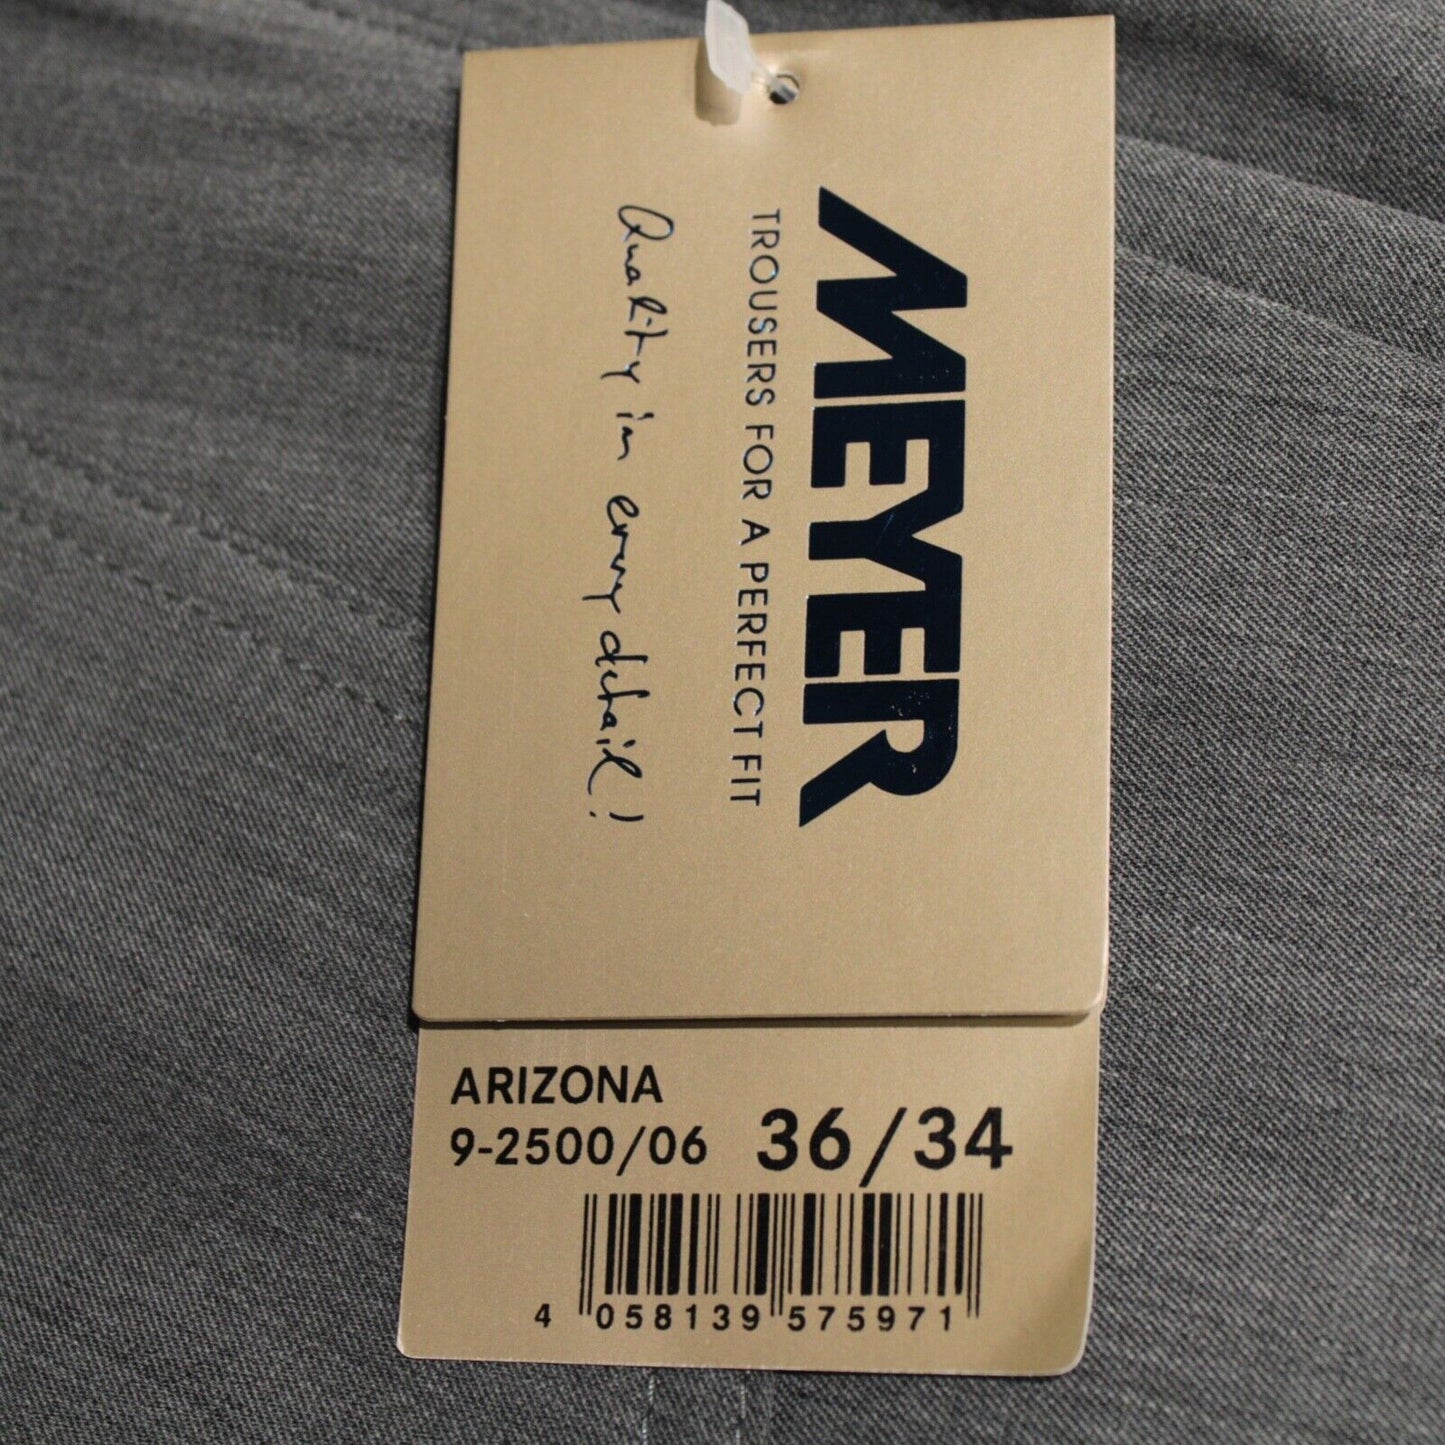 MEYER
TROUSERS FOR A PERFECT FIT
Quality in every detail!
ARIZONA
9-2500/06 36/34
4 058139 575971